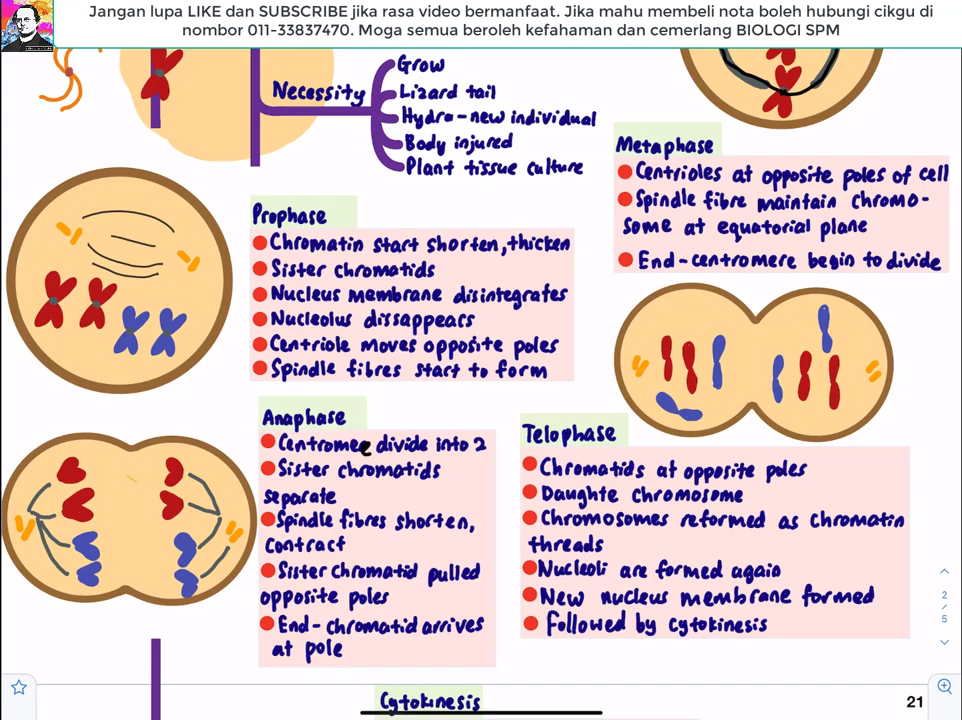 Jangan lupa LIKE dan SUBSCRIBE jika rasa video bermanfaat. Jika mahu membeli nota boleh hubungi cikgu di
nombor 011-33837470. Moga semua beroleh kefahaman dan cemerlang BIOLOGI SPM
Necessity
Grow
Lizard tail
Hydra-new individual
Body injured
Plant tissue culture
Metaphase
Centrioles at opposite poles of cell
Spindle fibre maintain chromo-
some at equatorial plane
End-centromere begin to divide
Prophase
Chromatin start shorten, thicken
Sister chromatids
Nucleus membrane disintegrates
Nucleolus dissappears
Centriole moves opposite poles
Spindle fibres start to form
Anaphase
Centromee divide into 2
Sister chromatids
separate
Spindle fibres shorten,
contract
Sister chromatid pulled
opposite poles
End-chromatid arrives
at pole
Telophase
Chromatids at opposite poles
Daughte chromosome
Chromosomes reformed as chromatin
threads
Nucleoli are formed again
New nucleus membrane formed
Followed by cytokinesis
2
/
5
21
Cytokinesis